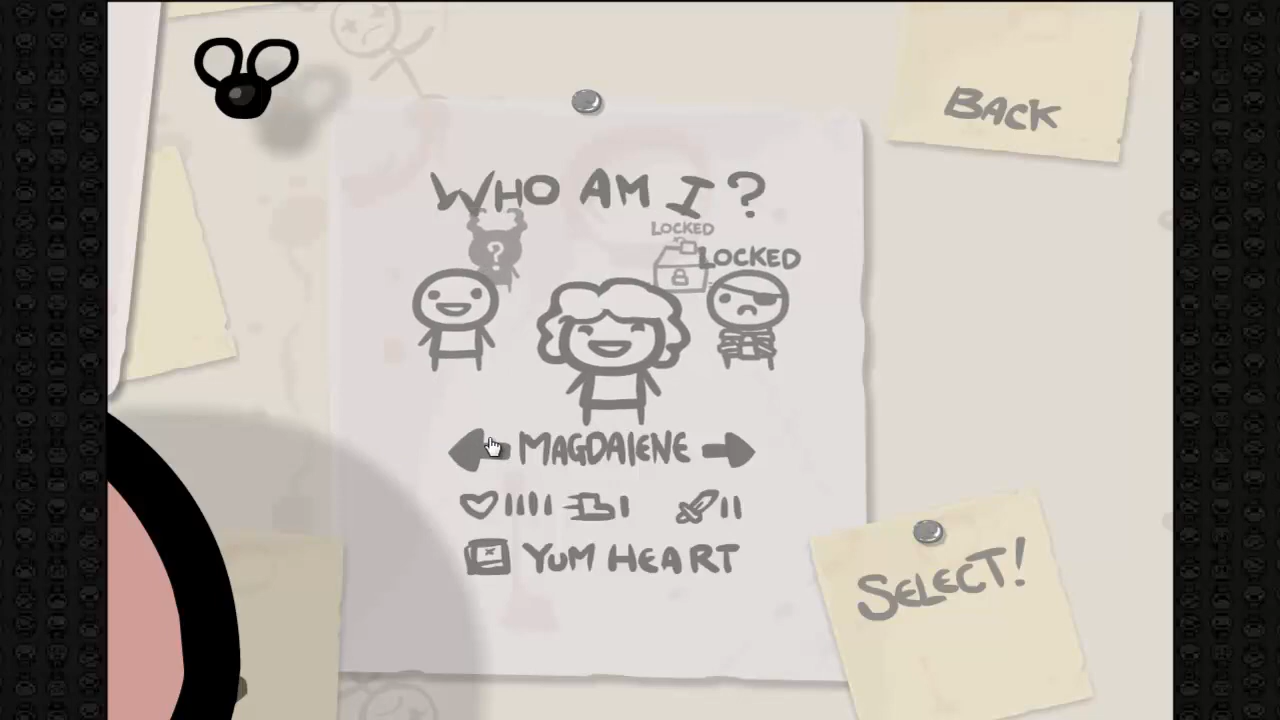 BACK
WHO AM I?
?
LOCKED
LOCKED
MAGDALENE
YUM HEART
SELECT!